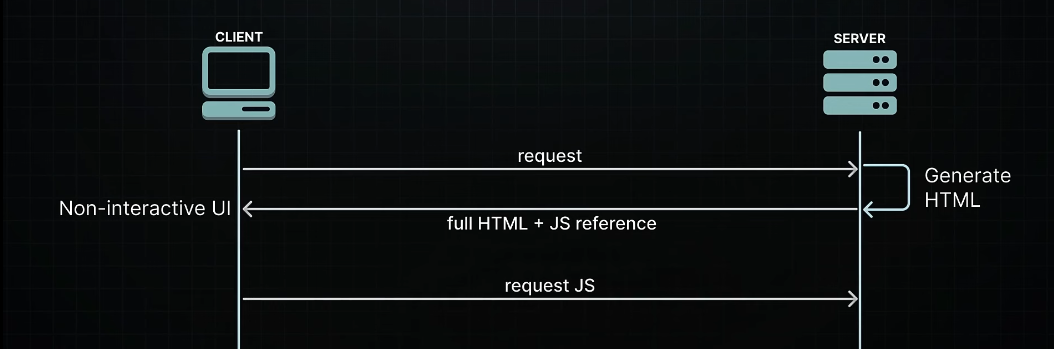 CLIENT
SERVER
request
Generate
HTML
Non-interactive UI
full HTML + JS reference
request JS